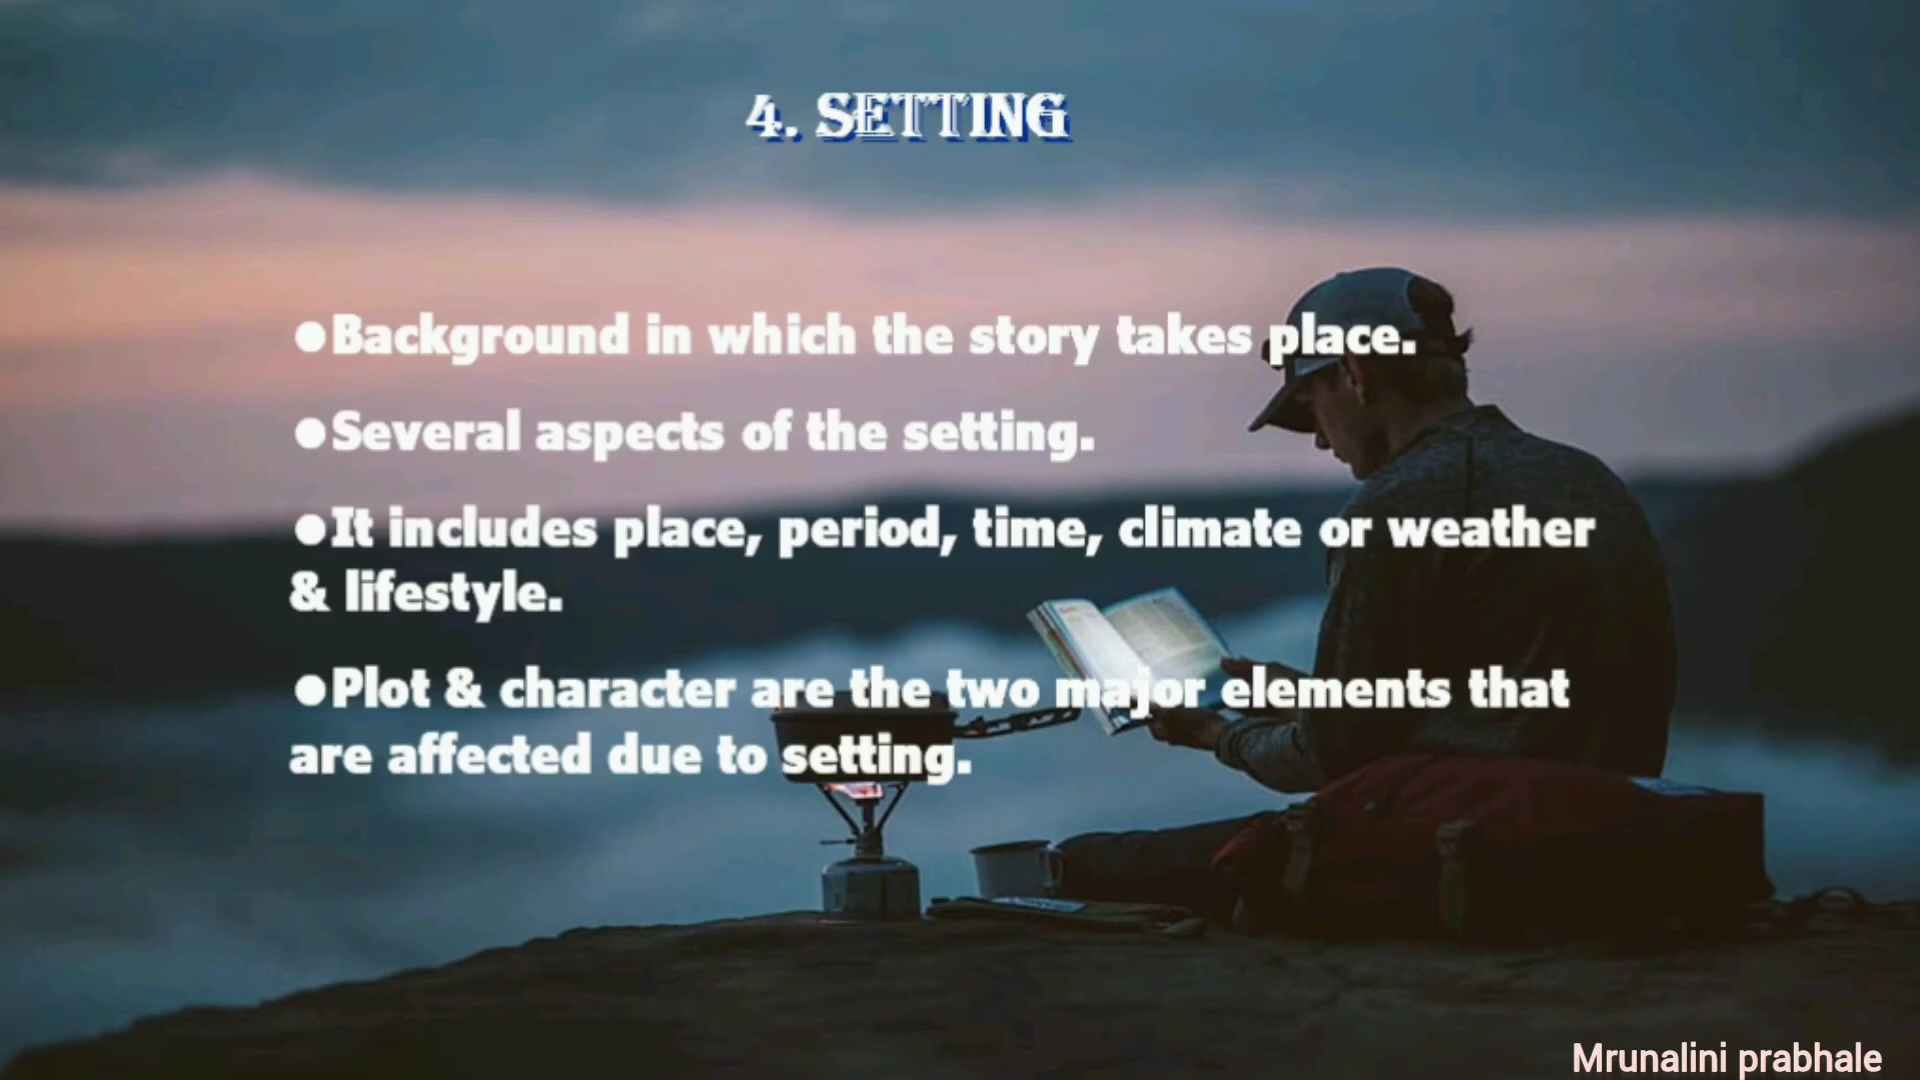 4. SETTING
●Background in which the story takes place.
●Several aspects of the setting.
●It includes place, period, time, climate or weather
& lifestyle.
●Plot & character are the two major elements that
are affected due to setting.
Mrunalini prabhale